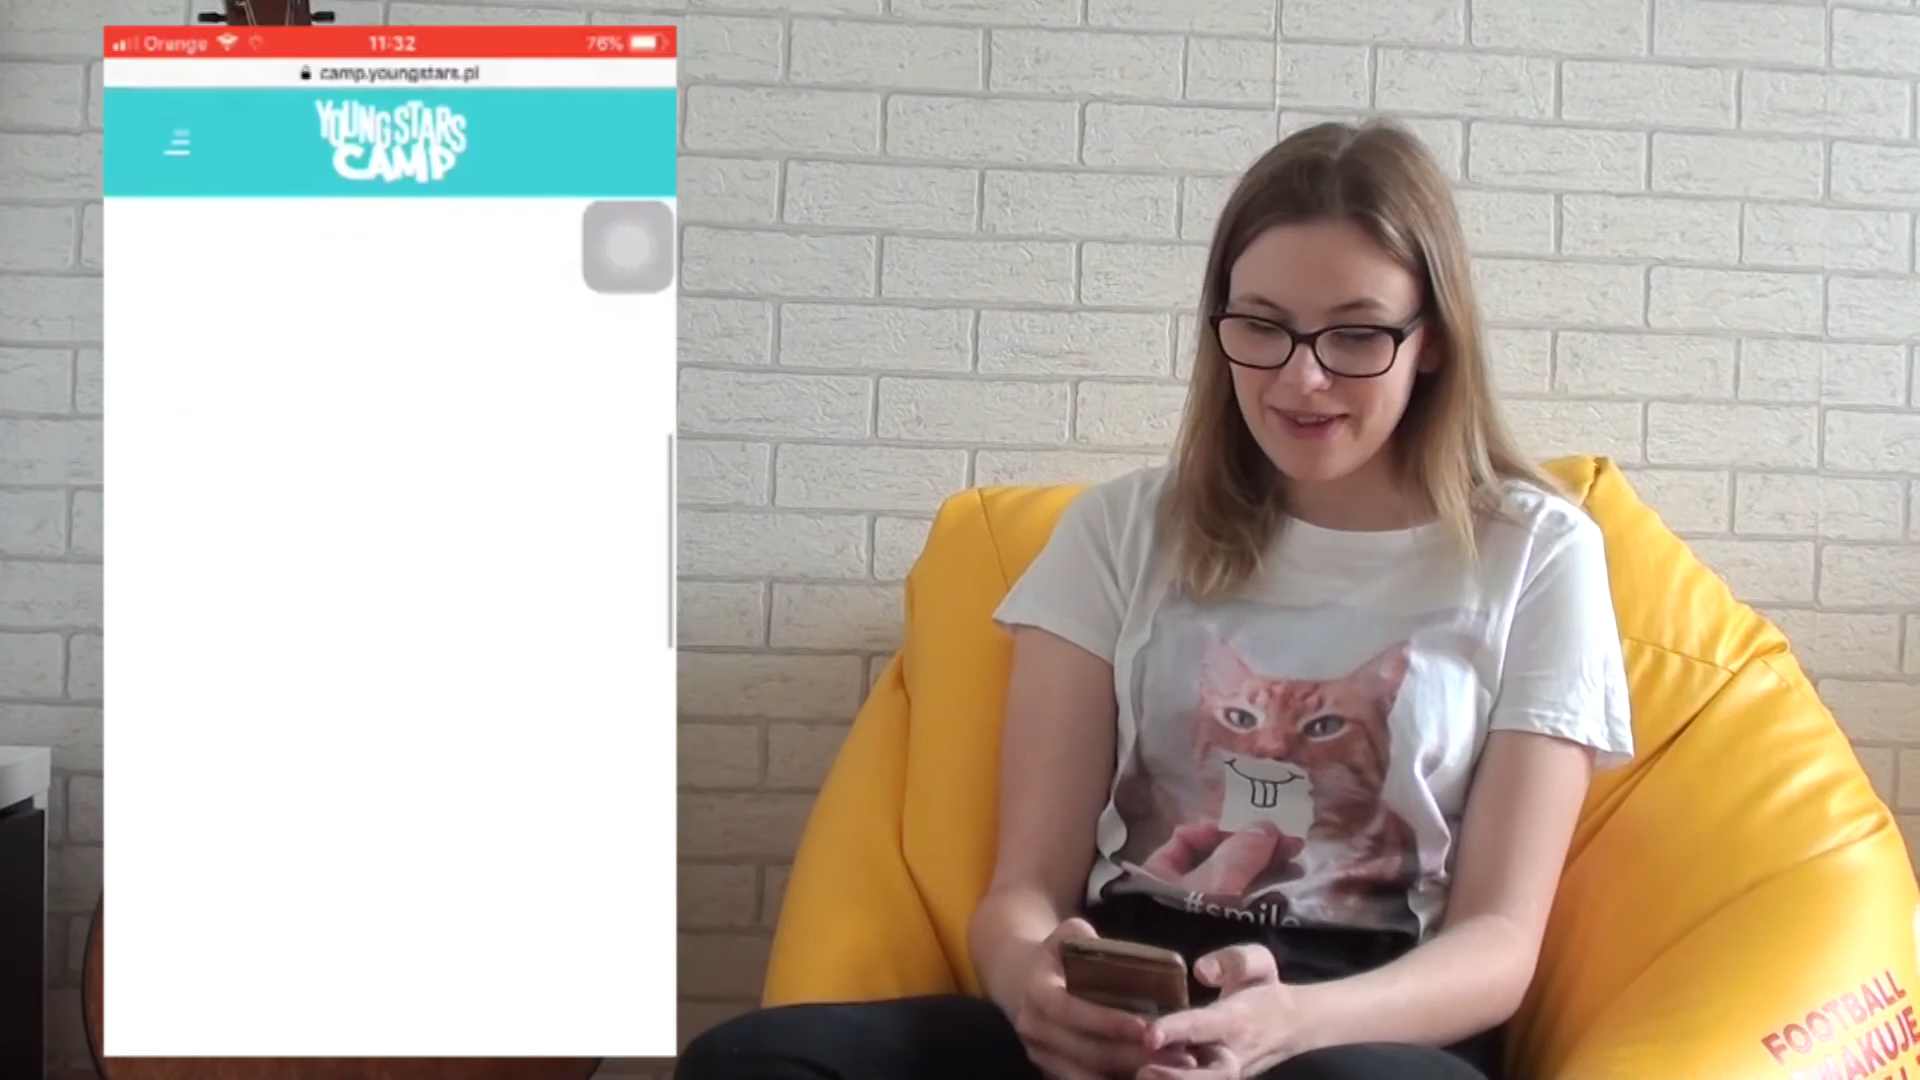 Orange 11:32 76%
camp.youngstars.pl
YOUNG STARS
CAMP
#smile
FOOTBALL